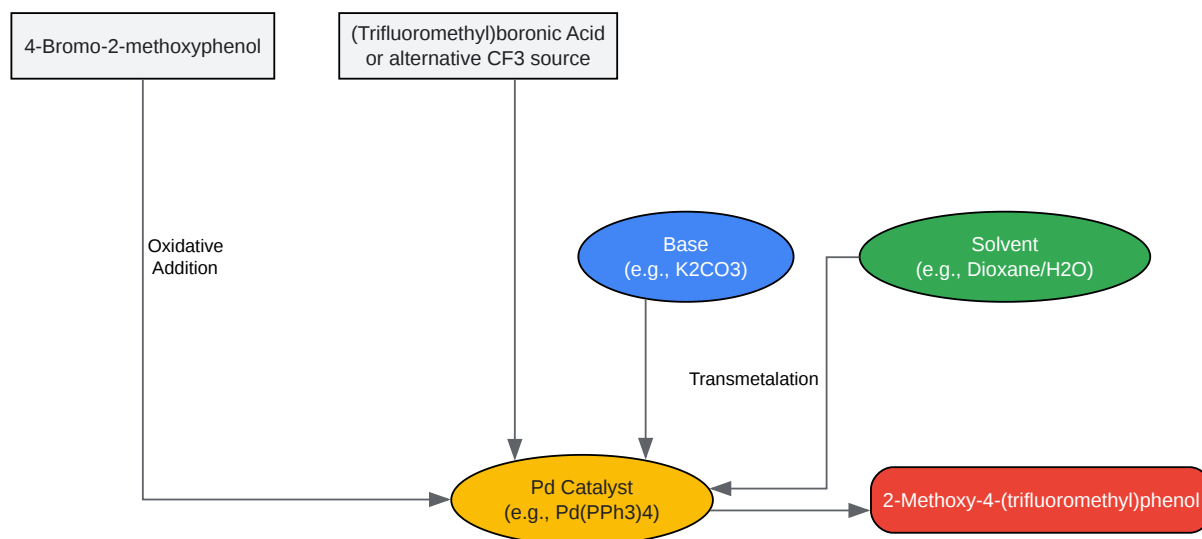 4-Bromo-2-methoxyphenol
(Trifluoromethyl)boronic Acid
or alternative CF3 source
Oxidative
Addition
Base
(e.g., K2CO3)
Solvent
(e.g., Dioxane/H2O)
Transmetalation
Pd Catalyst
(e.g., Pd(PPh3)4)
2-Methoxy-4-(trifluoromethyl)phenol